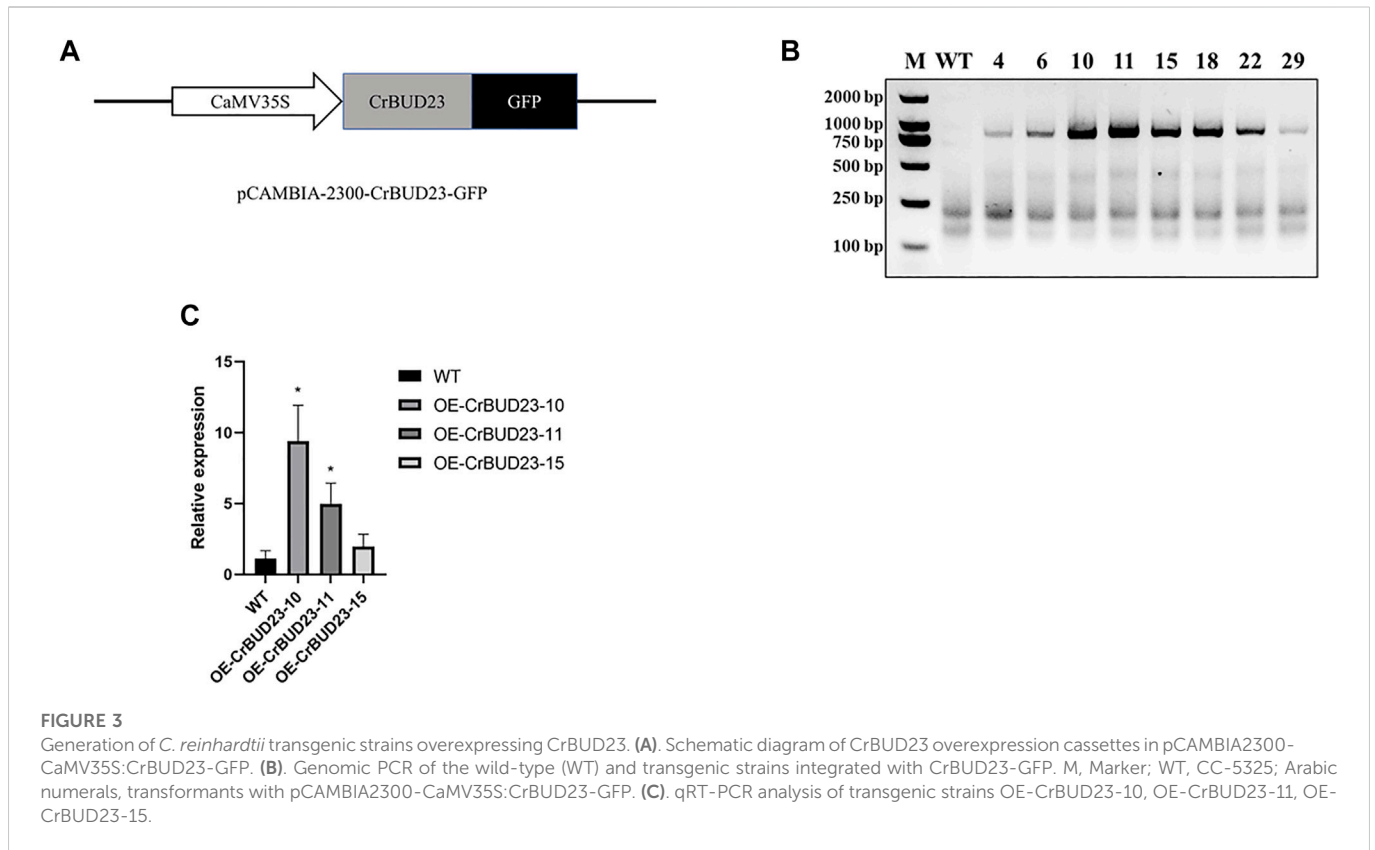 A
CaMV35S CrBUD23 GFP
pCAMBIA-2300-CrBUD23-GFP
B
M WT 4 6 10 11 15 18 22 29
2000 bp
1000 bp
750 bp
500 bp
250 bp
100 bp
C
Relative expression
15
10
5
0
* *
WT
OE-CrBUD23-10
OE-CrBUD23-11
OE-CrBUD23-15
WT
OE-CrBUD23-10
OE-CrBUD23-11
OE-CrBUD23-15
FIGURE 3
Generation of C. reinhardtii transgenic strains overexpressing CrBUD23. (A). Schematic diagram of CrBUD23 overexpression cassettes in pCAMBIA2300-
CaMV35S:CrBUD23-GFP. (B). Genomic PCR of the wild-type (WT) and transgenic strains integrated with CrBUD23-GFP. M, Marker; WT, CC-5325; Arabic
numerals, transformants with pCAMBIA2300-CaMV35S:CrBUD23-GFP. (C). qRT-PCR analysis of transgenic strains OE-CrBUD23-10, OE-CrBUD23-11, OE-
CrBUD23-15.